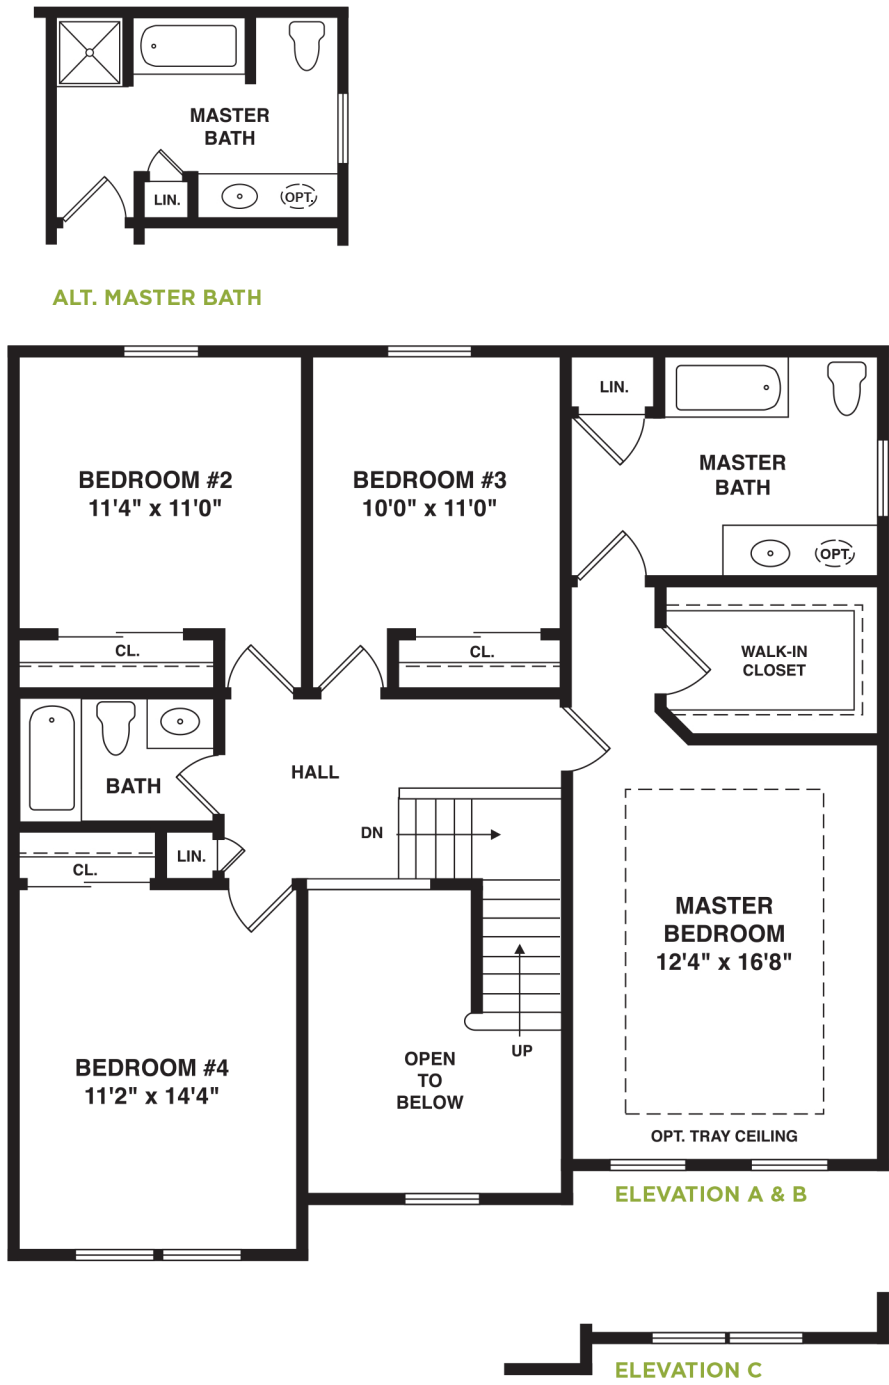 MASTER
BATH
LIN.
OPT.
ALT. MASTER BATH
LIN.
BEDROOM #2
11'4" x 11'0"
BEDROOM #3
10'0" x 11'0"
MASTER
BATH
OPT.
CL.
CL.
WALK-IN
CLOSET
BATH
HALL
DN
LIN.
CL.
MASTER
BEDROOM
12'4" x 16'8"
UP
OPEN
TO
BELOW
BEDROOM #4
11'2" x 14'4"
OPT. TRAY CEILING
ELEVATION A & B
ELEVATION C